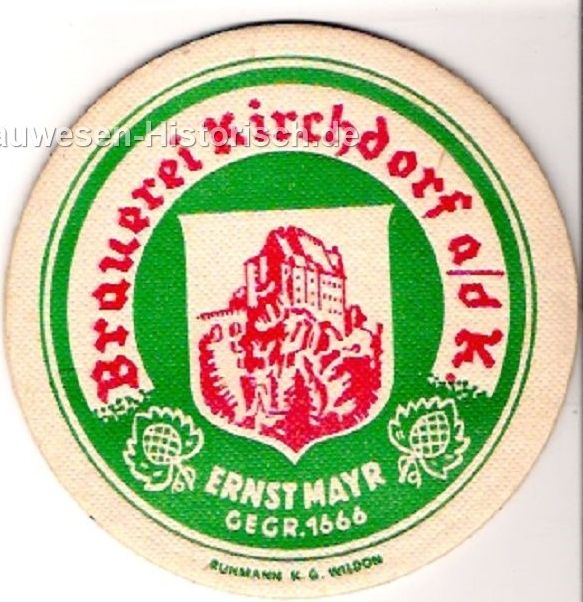 auwesen-Historisch.de
Brauerei Kirchdorf a/d K.
ERNST MAYR
GEGR. 1666
RUHMANN K. G. WILDON